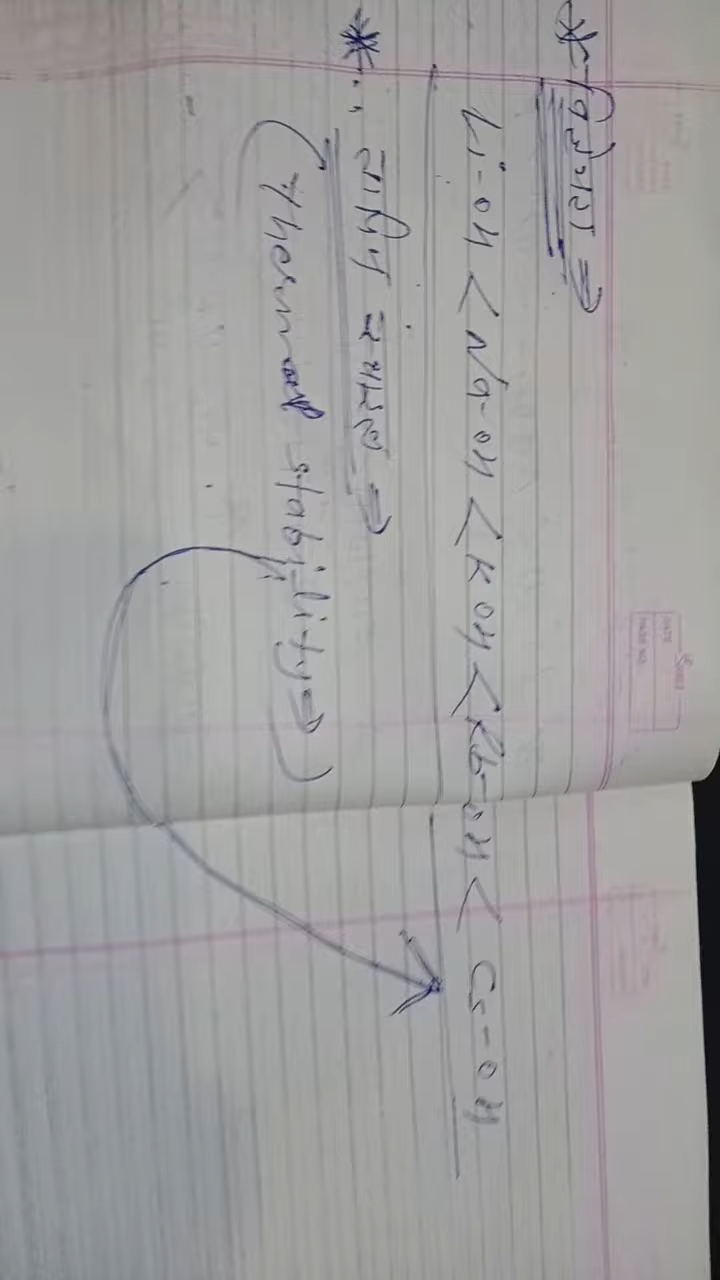 * विलेयता ⇒
Li-OH < Na-OH < KOH < Rb-OH < Cs-OH
* ∴ तापीय स्थायित्व ⇒
(Thermal stability ⇒)